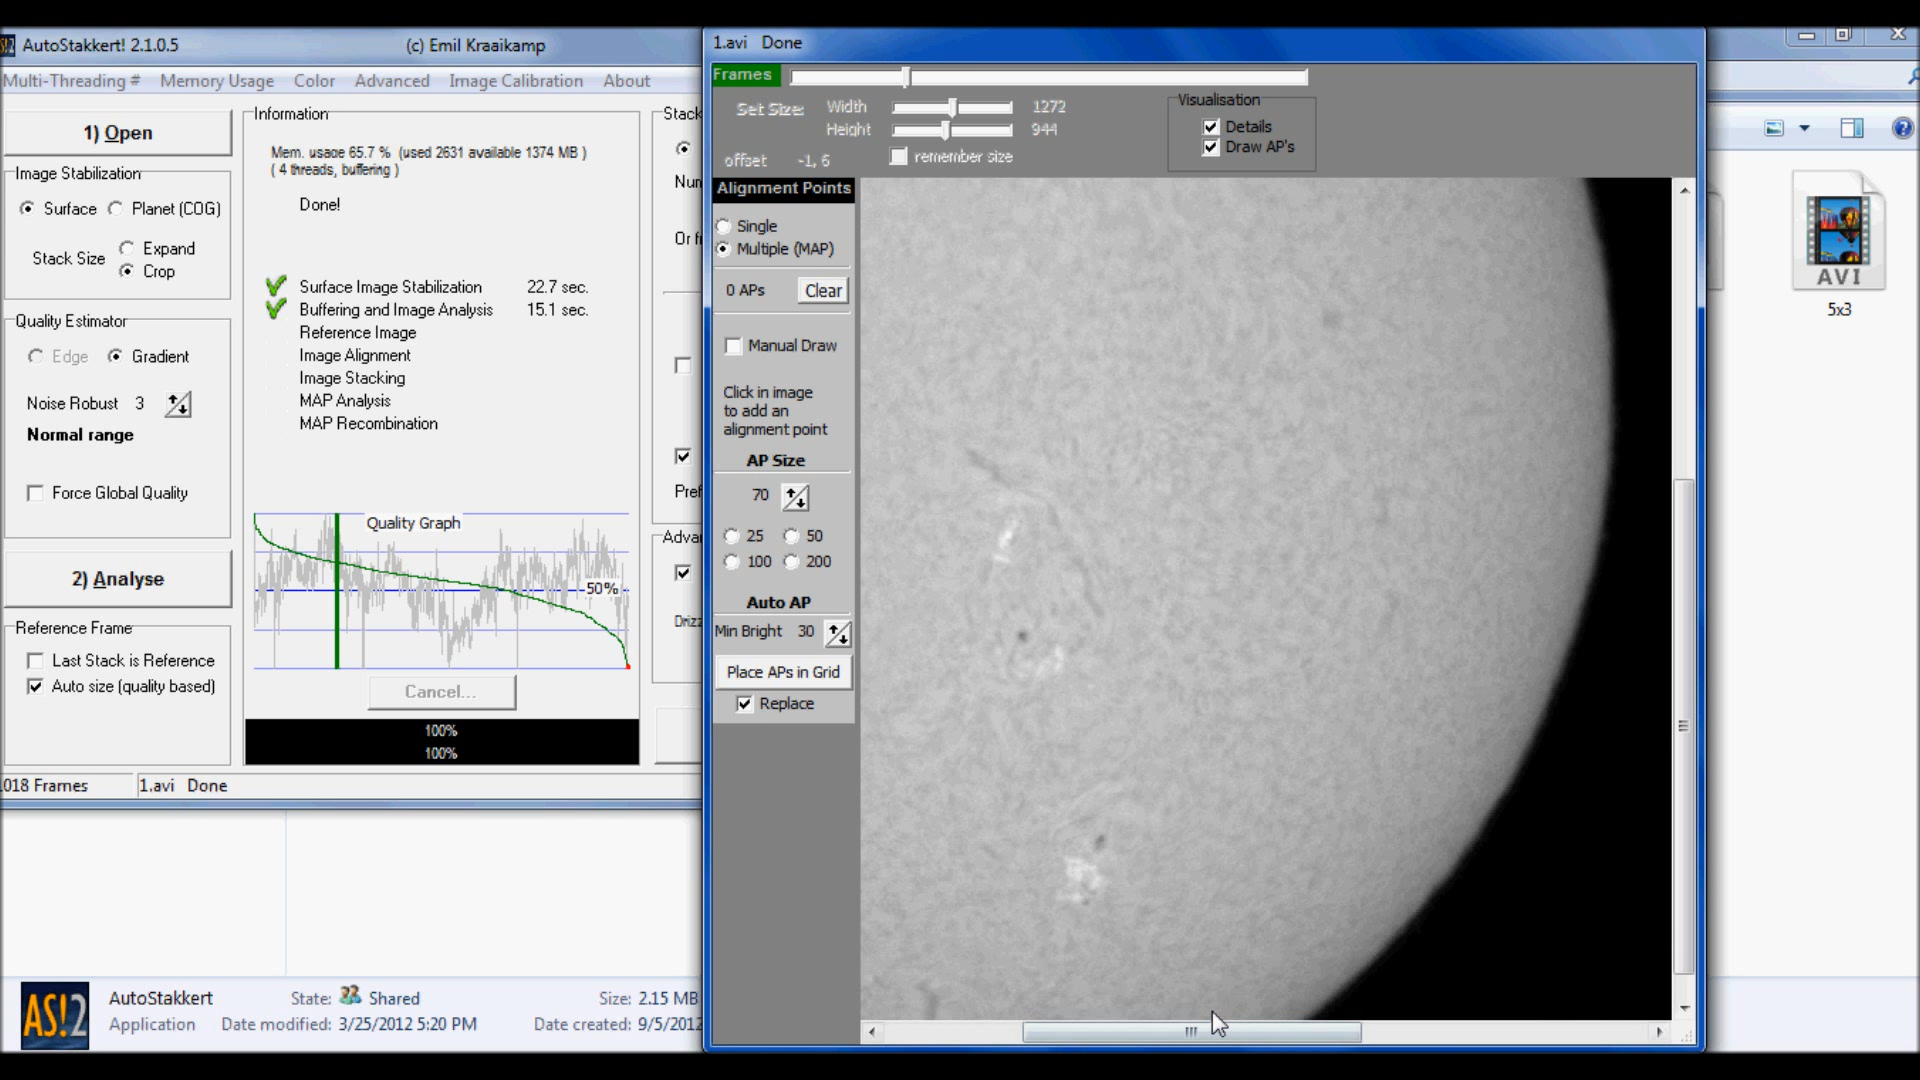 AutoStakkert! 2.1.0.5
(c) Emil Kraaikamp
Multi-Threading #
Memory Usage
Color
Advanced
Image Calibration
About
1) Open
Image Stabilization
Surface
Planet (COG)
Stack Size
Expand
Crop
Quality Estimator
Edge
Gradient
Noise Robust 3
Normal range
Force Global Quality
2) Analyse
Reference Frame
Last Stack is Reference
Auto size (quality based)
018 Frames
1.avi Done
Information
Mem. usage 65.7 % (used 2631 available 1374 MB )
( 4 threads, buffering )
Done!
Surface Image Stabilization 22.7 sec.
Buffering and Image Analysis 15.1 sec.
Reference Image
Image Alignment
Image Stacking
MAP Analysis
MAP Recombination
Quality Graph
50%
Cancel...
100%
100%
Stack
Num
Or fr
Pref
Advan
Driz
1.avi Done
Frames
Set Size:
Width 1272
Height 944
offset -1, 6
remember size
Visualisation
Details
Draw AP's
Alignment Points
Single
Multiple (MAP)
0 APs
Clear
Manual Draw
Click in image
to add an
alignment point
AP Size
70
25
50
100
200
Auto AP
Min Bright 30
Place APs in Grid
Replace
AVI
5x3
AS!2
AutoStakkert
Application
State: Shared
Date modified: 3/25/2012 5:20 PM
Size: 2.15 MB
Date created: 9/5/2012